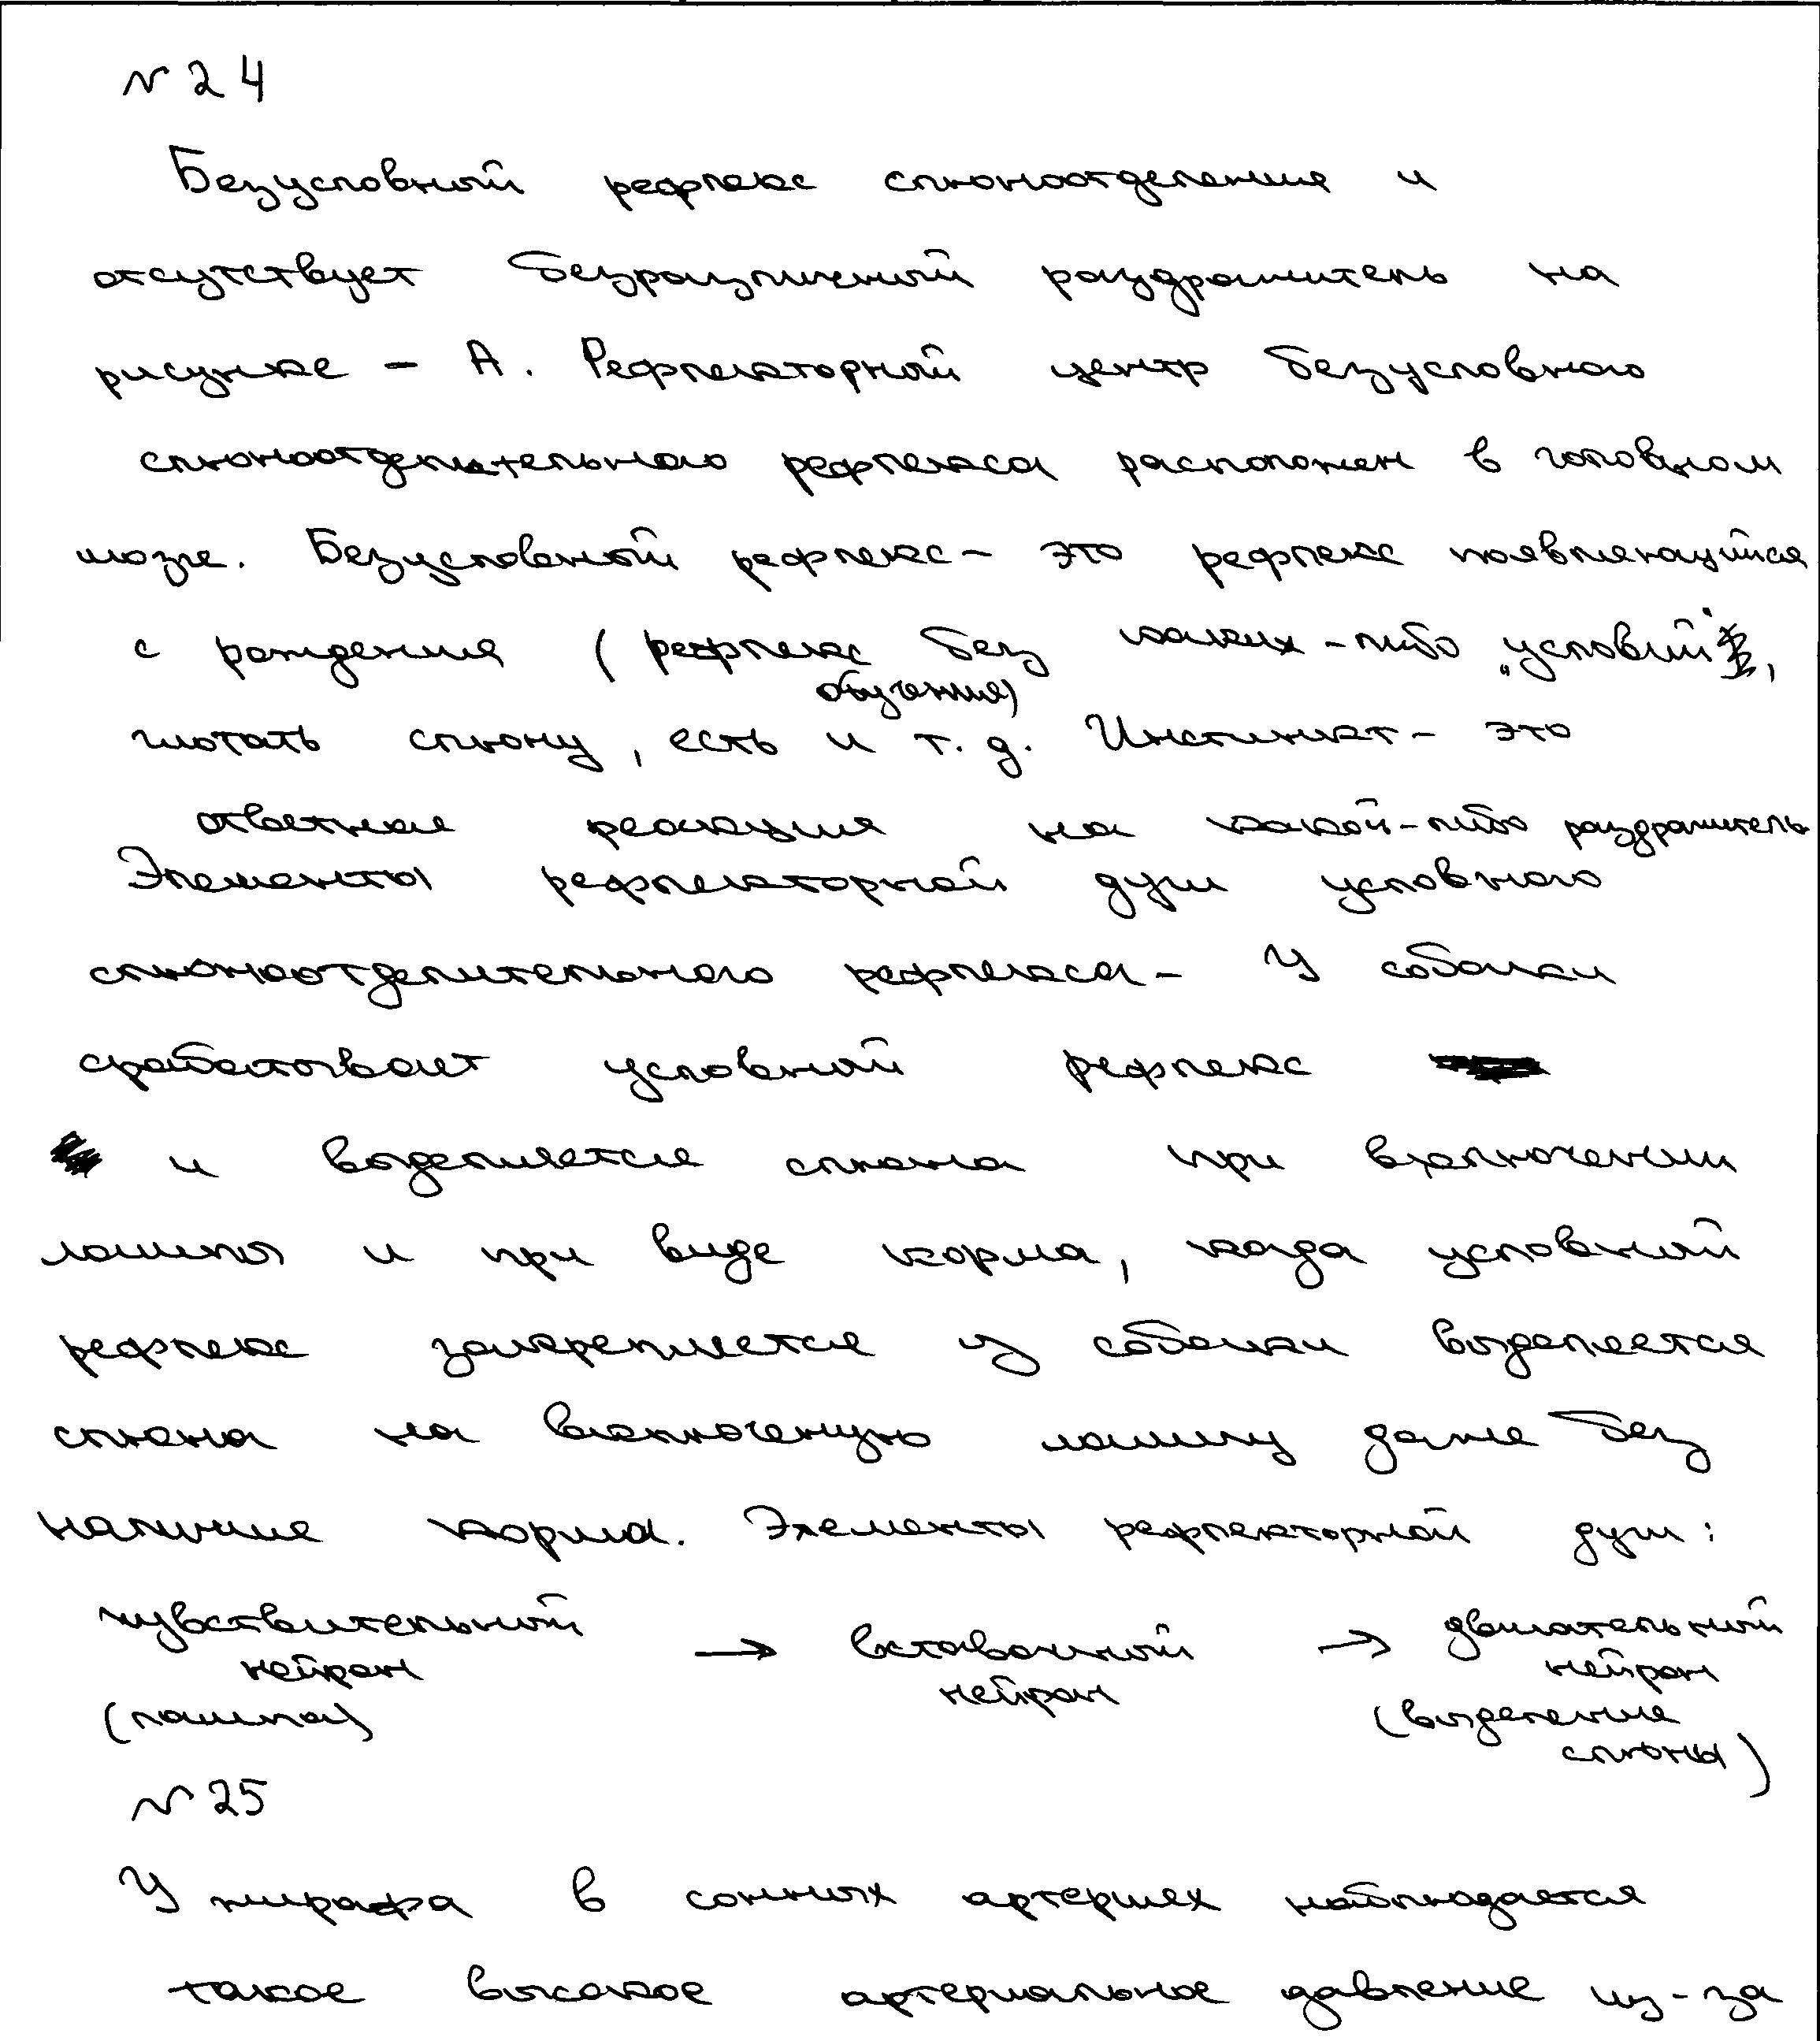 № 24
Безусловный рефлекс слюноотделения и
отсутствует безразличный раздражитель на
рисунке - А. Рефлекторный центр безусловного
слюноотделительного рефлекса расположен в головном
мозге. Безусловный рефлекс - это рефлекс появляющийся
с рождения (рефлекс без каких-либо „условий",
обучения)
глотать слюну, есть и т. д. Инстинкт - это
ответная реакция на какой-либо раздражитель
Элементы рефлекторной дуги условного
слюноотделительного рефлекса - У собаки
срабатывает условный рефлекс
и выделяется слюна при включении
лампы и при виде корма, когда условный
рефлекс закрепляется у собаки выделяется
слюна на включеную лампу даже без
наличие корма. Элементы рефлекторной дуги:
чувствительный → вставочный → двигательный
нейрон нейрон нейрон
(лампа) (выделение
слюны)
№ 25
У жирафа в сонных артериях наблюдается
такое высокое артериальное давление из-за